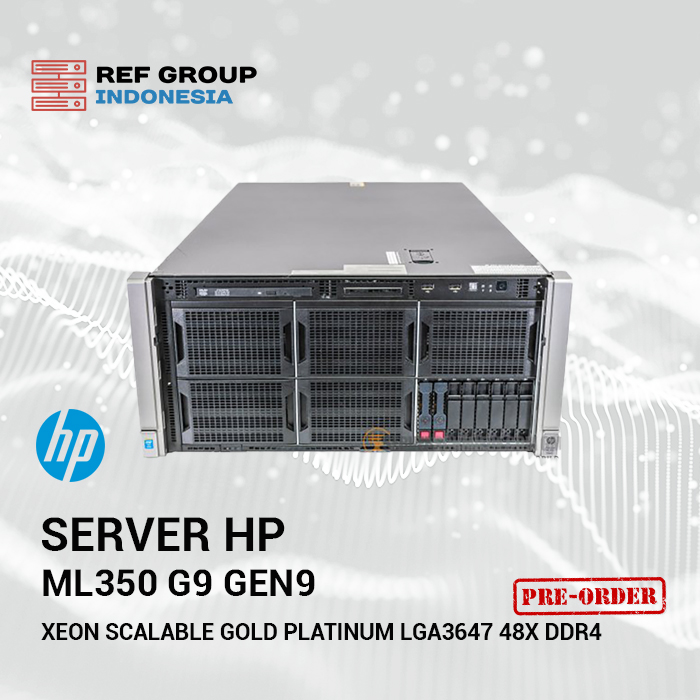 REF GROUP
INDONESIA
hp
SERVER HP
ML350 G9 GEN9
PRE-ORDER
XEON SCALABLE GOLD PLATINUM LGA3647 48X DDR4